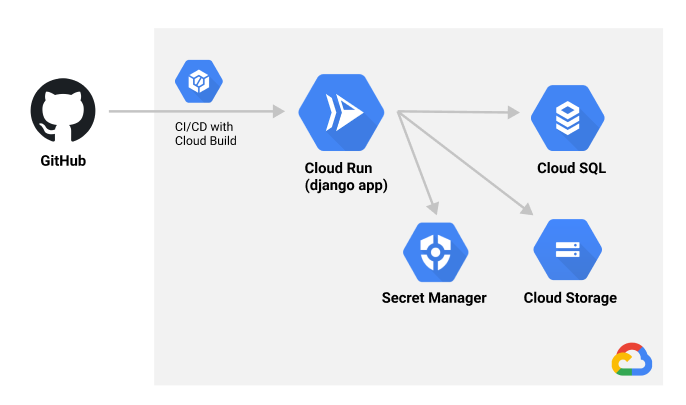 GitHub
CI/CD with
Cloud Build
Cloud Run
(django app)
Cloud SQL
Secret Manager
Cloud Storage